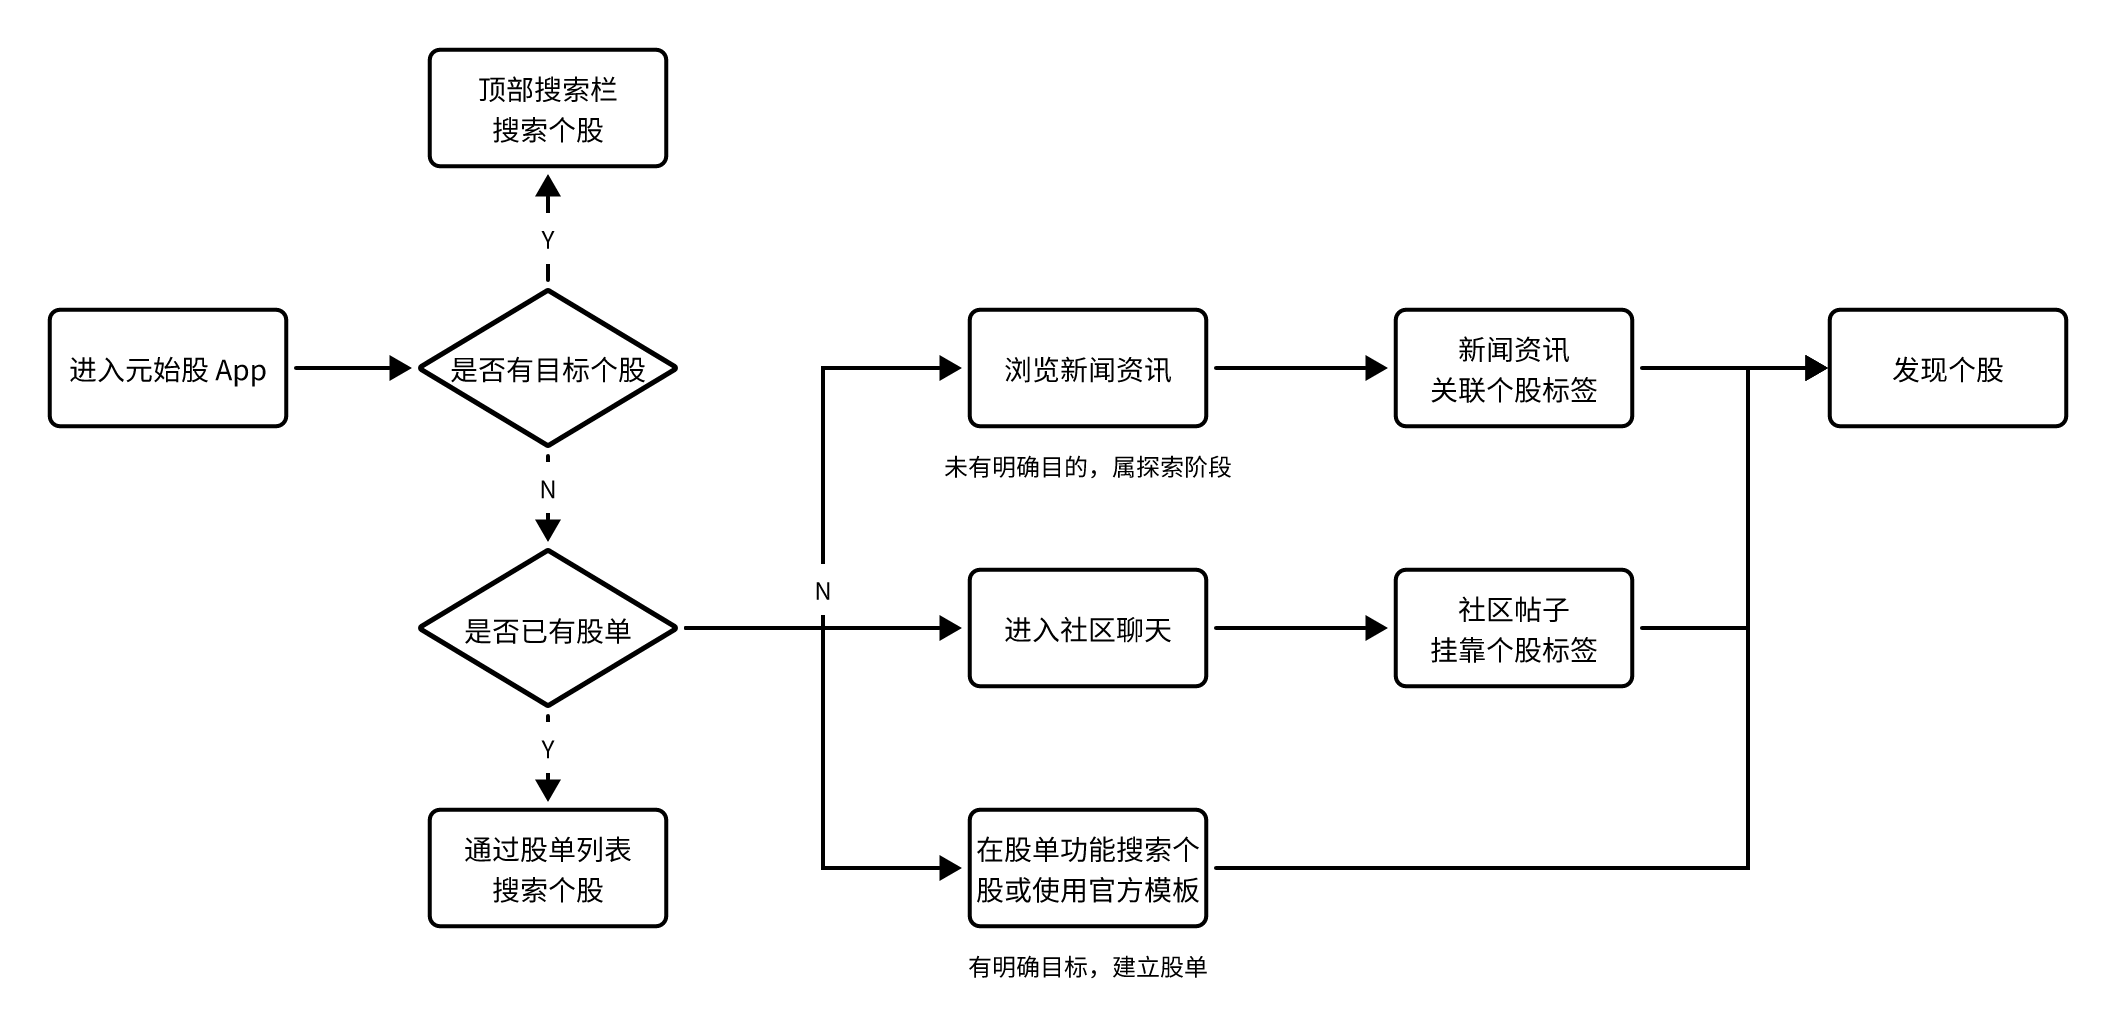 顶部搜索栏
搜索个股
Y
进入元始股 App
是否有目标个股
浏览新闻资讯
新闻资讯
关联个股标签
发现个股
未有明确目的，属探索阶段
N
是否已有股单
N
进入社区聊天
社区帖子
挂靠个股标签
Y
通过股单列表
搜索个股
在股单功能搜索个
股或使用官方模板
有明确目标，建立股单